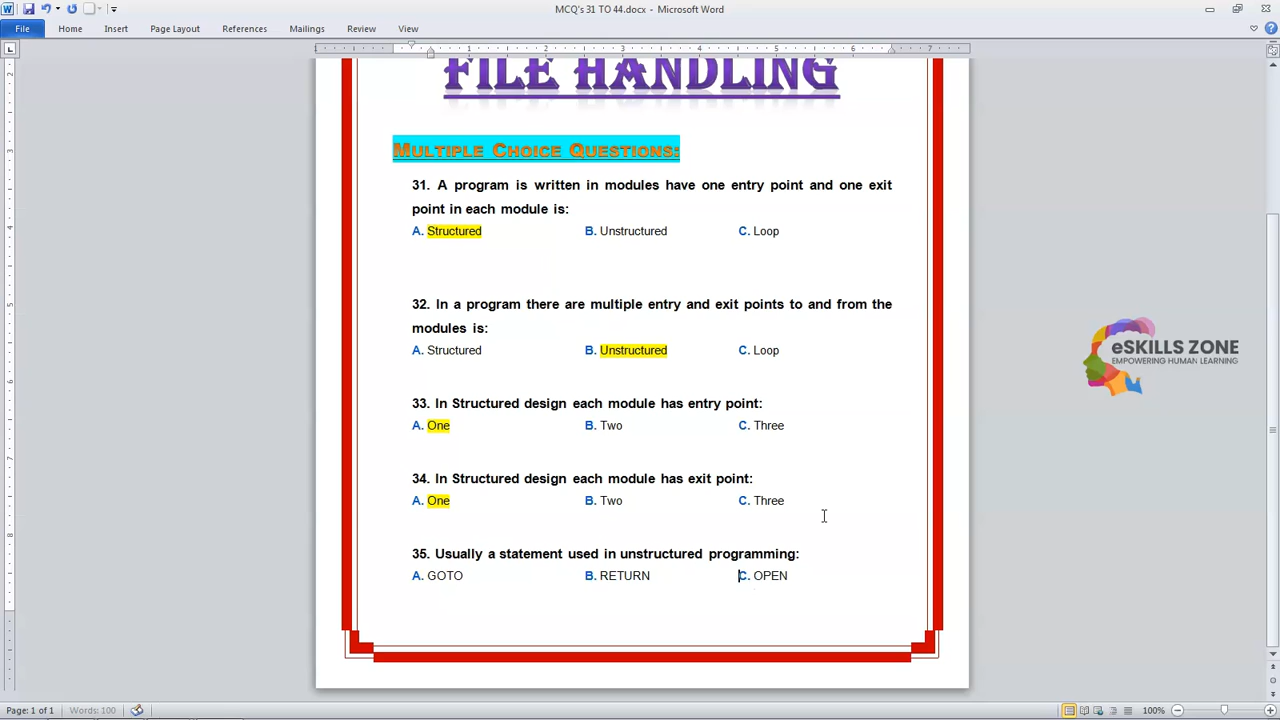 MCQ's 31 TO 44.docx - Microsoft Word
File Home Insert Page Layout References Mailings Review View
FILE HANDLING
MULTIPLE CHOICE QUESTIONS:
31. A program is written in modules have one entry point and one exit
point in each module is:
A. Structured B. Unstructured C. Loop
32. In a program there are multiple entry and exit points to and from the
modules is:
A. Structured B. Unstructured C. Loop
eSKILLS ZONE
EMPOWERING HUMAN LEARNING
33. In Structured design each module has entry point:
A. One B. Two C. Three
34. In Structured design each module has exit point:
A. One B. Two C. Three
35. Usually a statement used in unstructured programming:
A. GOTO B. RETURN C. OPEN
Page: 1 of 1 Words: 100 100%